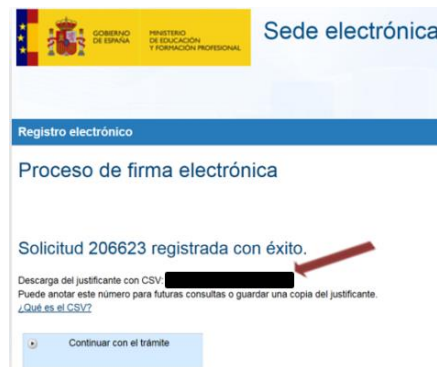 GOBIERNO DE ESPAÑA
MINISTERIO DE EDUCACIÓN Y FORMACIÓN PROFESIONAL
Sede electrónica
Registro electrónico
Proceso de firma electrónica
Solicitud 206623 registrada con éxito.
Descarga del justificante con CSV:
Puede anotar este número para futuras consultas o guardar una copia del justificante.
¿Qué es el CSV?
Continuar con el trámite